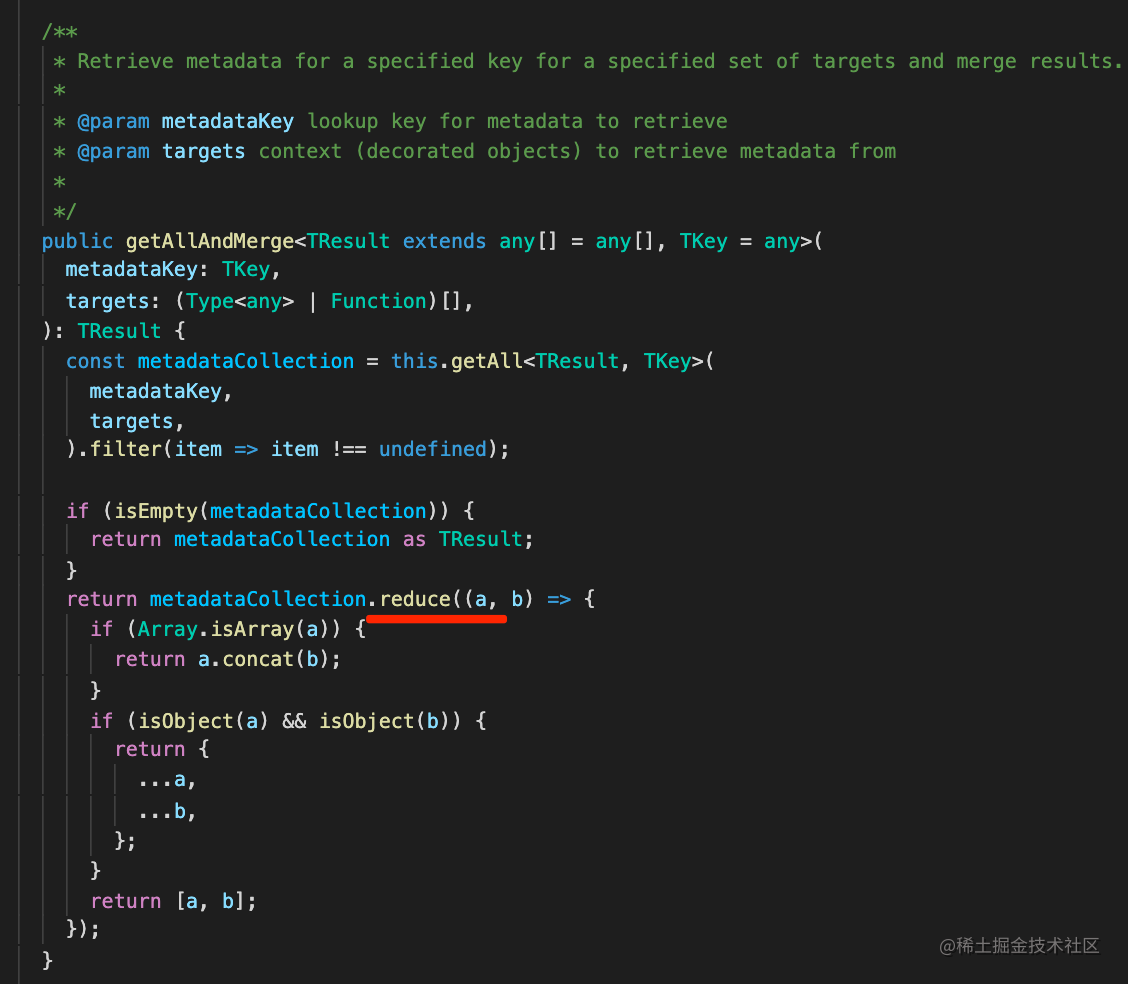 /**
 * Retrieve metadata for a specified key for a specified set of targets and merge results.
 *
 * @param metadataKey lookup key for metadata to retrieve
 * @param targets context (decorated objects) to retrieve metadata from
 *
 */
public getAllAndMerge<TResult extends any[] = any[], TKey = any>(
  metadataKey: TKey,
  targets: (Type<any> | Function)[],
): TResult {
  const metadataCollection = this.getAll<TResult, TKey>(
    metadataKey,
    targets,
  ).filter(item => item !== undefined);

  if (isEmpty(metadataCollection)) {
    return metadataCollection as TResult;
  }
  return metadataCollection.reduce((a, b) => {
    if (Array.isArray(a)) {
      return a.concat(b);
    }
    if (isObject(a) && isObject(b)) {
      return {
        ...a,
        ...b,
      };
    }
    return [a, b];
  });
}
@稀土掘金技术社区